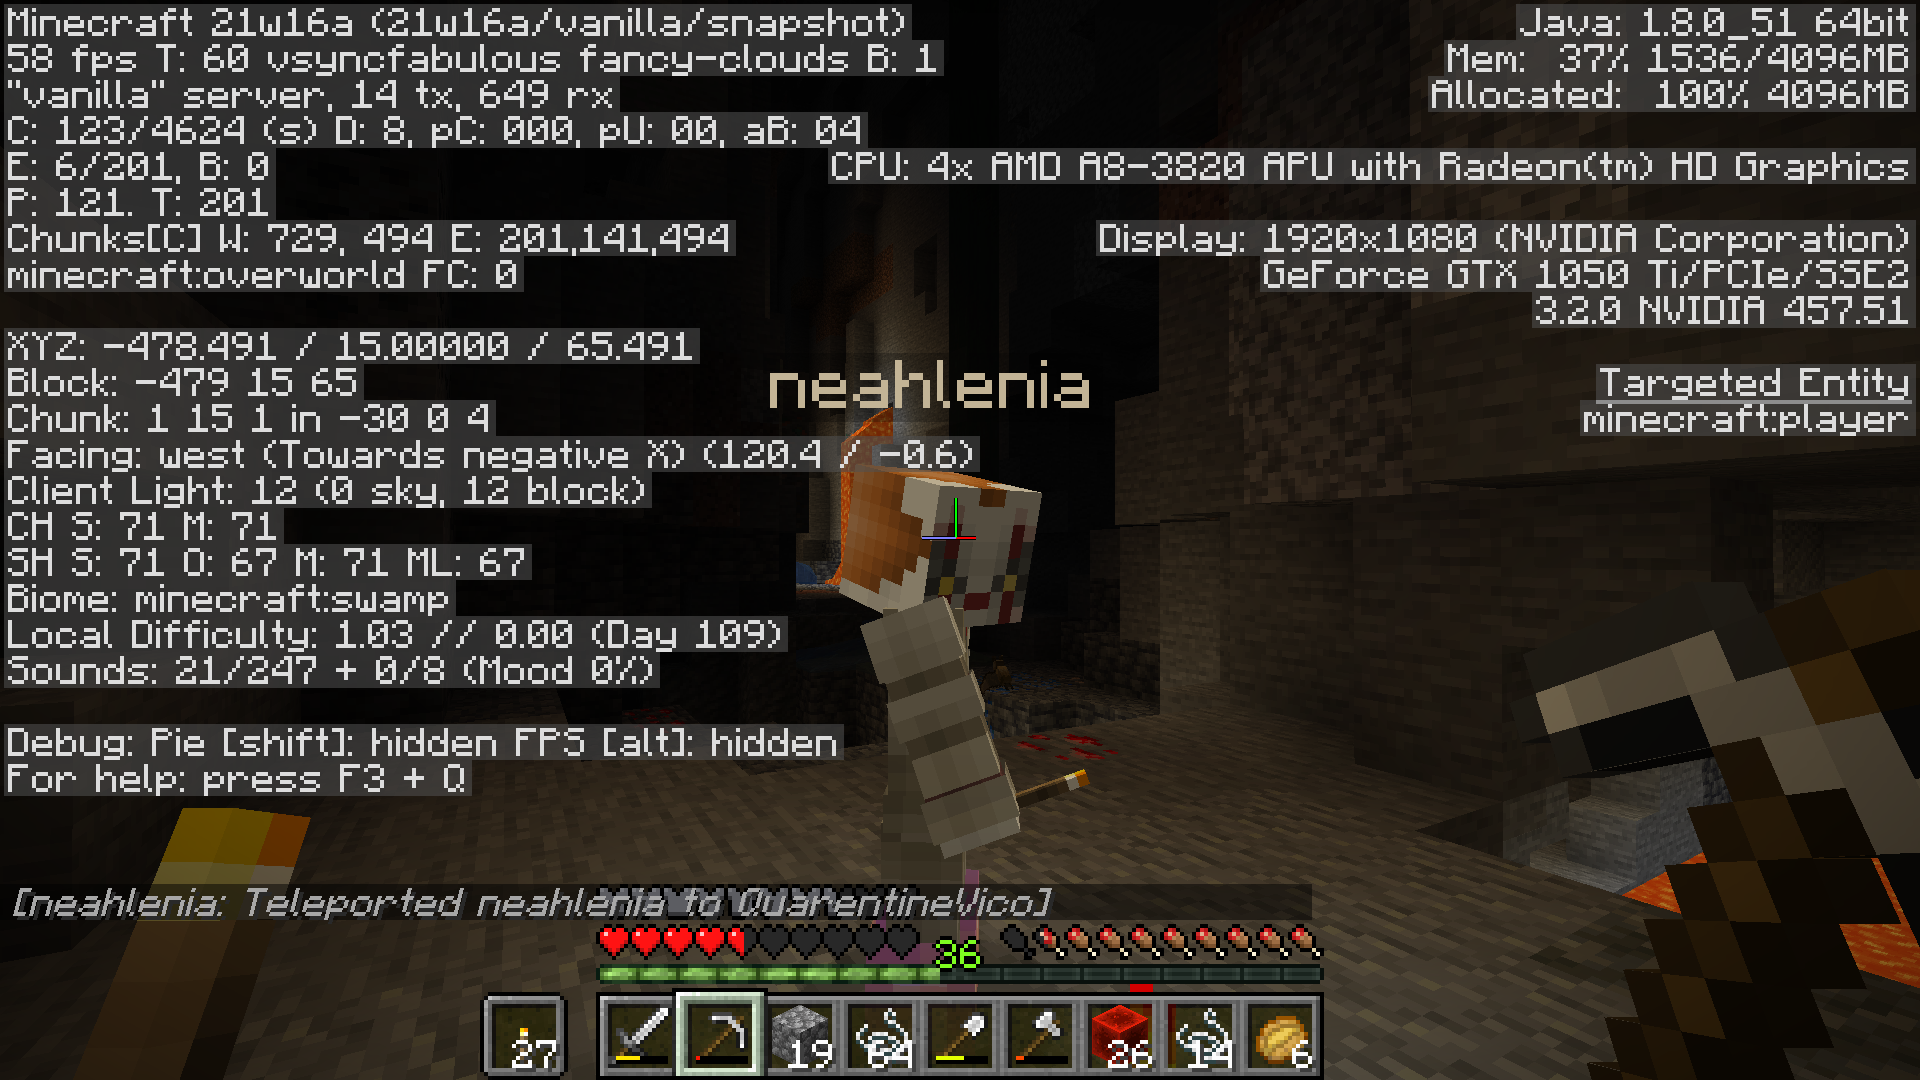 Minecraft 21w16a (21w16a/vanilla/snapshot)
58 fps T: 60 vsyncfabulous fancy-clouds B: 1
"vanilla" server, 14 tx, 649 rx
C: 123/4624 (s) D: 8, pC: 000, pU: 00, aB: 04
E: 6/201, B: 0
P: 121. T: 201
Chunks[C] W: 729, 494 E: 201,141,494
minecraft:overworld FC: 0
XYZ: -478.491 / 15.00000 / 65.491
Block: -479 15 65
Chunk: 1 15 1 in -30 0 4
Facing: west (Towards negative X) (120.4 / -0.6)
Client Light: 12 (0 sky, 12 block)
CH S: 71 M: 71
SH S: 71 O: 67 M: 71 ML: 67
Biome: minecraft:swamp
Local Difficulty: 1.03 // 0.00 (Day 109)
Sounds: 21/247 + 0/8 (Mood 0%)
Debug: Pie [shift]: hidden FPS [alt]: hidden
For help: press F3 + Q
Java: 1.8.0_51 64bit
Mem: 37% 1536/4096MB
Allocated: 100% 4096MB
CPU: 4x AMD A8-3820 APU with Radeon(tm) HD Graphics
Display: 1920x1080 (NVIDIA Corporation)
GeForce GTX 1050 Ti/PCIe/SSE2
3.2.0 NVIDIA 457.51
Targeted Entity
minecraft:player
neahlenia
[neahlenia: Teleported neahlenia to QuarentineVico]
36
27 19 64 26 14 6